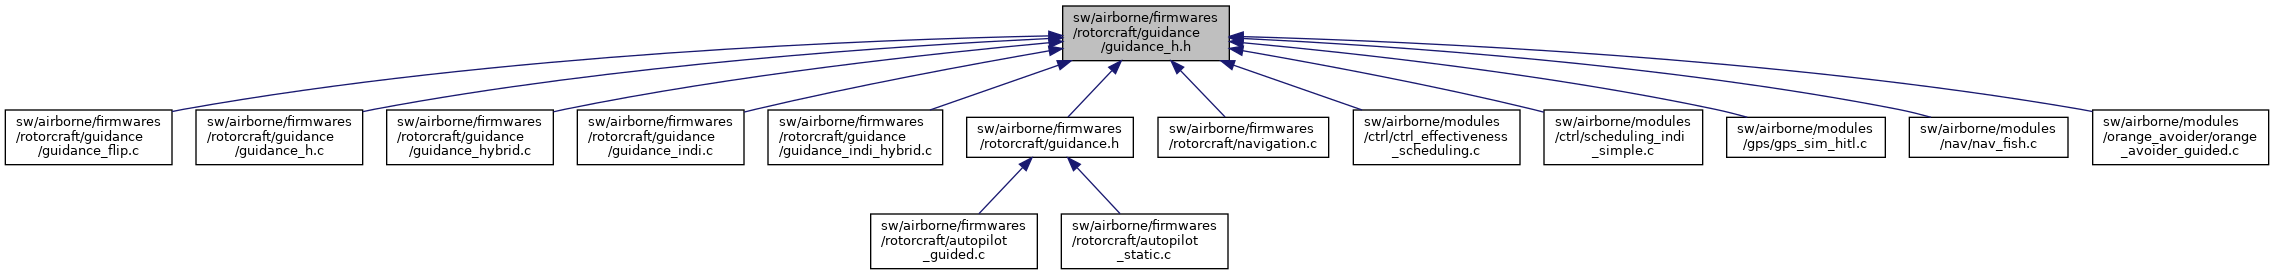 sw/airborne/firmwares
/rotorcraft/guidance
/guidance_h.h
sw/airborne/firmwares
/rotorcraft/guidance
/guidance_flip.c
sw/airborne/firmwares
/rotorcraft/guidance
/guidance_h.c
sw/airborne/firmwares
/rotorcraft/guidance
/guidance_hybrid.c
sw/airborne/firmwares
/rotorcraft/guidance
/guidance_indi.c
sw/airborne/firmwares
/rotorcraft/guidance
/guidance_indi_hybrid.c
sw/airborne/firmwares
/rotorcraft/guidance.h
sw/airborne/firmwares
/rotorcraft/navigation.c
sw/airborne/modules
/ctrl/ctrl_effectiveness
_scheduling.c
sw/airborne/modules
/ctrl/scheduling_indi
_simple.c
sw/airborne/modules
/gps/gps_sim_hitl.c
sw/airborne/modules
/nav/nav_fish.c
sw/airborne/modules
/orange_avoider/orange
_avoider_guided.c
sw/airborne/firmwares
/rotorcraft/autopilot
_guided.c
sw/airborne/firmwares
/rotorcraft/autopilot
_static.c